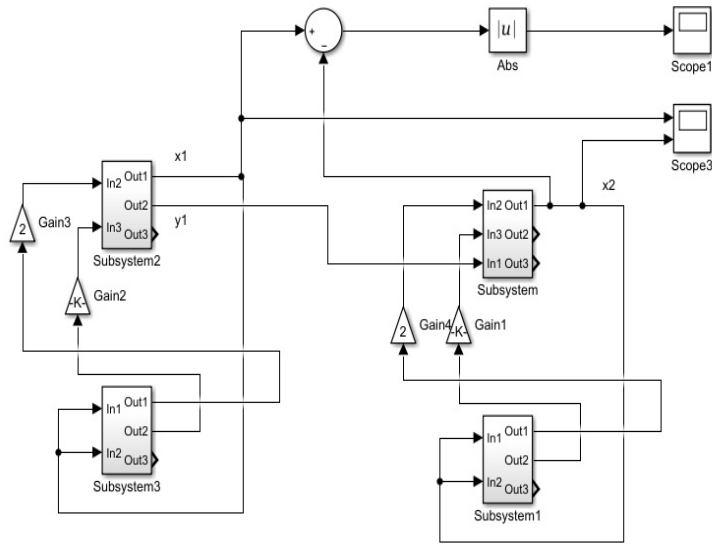 +
−
|u|
Abs
Scope1
Scope3
x1
x2
y1
In2 Out1
Out2
In3
Out3
Subsystem2
2
Gain3
-K-
Gain2
In2 Out1
In3 Out2
In1 Out3
Subsystem
2
Gain4
-K-
Gain1
In1 Out1
Out2
In2
Out3
Subsystem3
In1 Out1
Out2
In2
Out3
Subsystem1